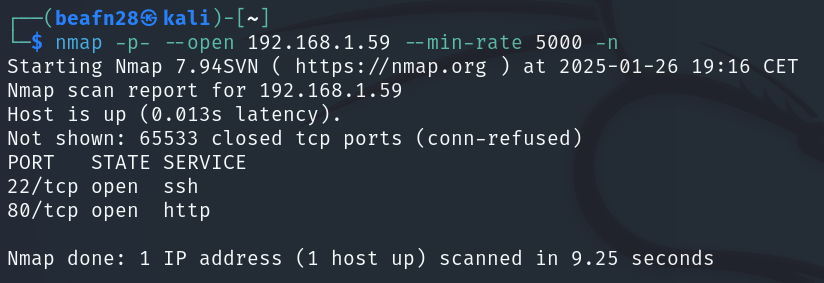 ┌──(beafn28㉿kali)-[~]
└─$ nmap -p- --open 192.168.1.59 --min-rate 5000 -n
Starting Nmap 7.94SVN ( https://nmap.org ) at 2025-01-26 19:16 CET
Nmap scan report for 192.168.1.59
Host is up (0.013s latency).
Not shown: 65533 closed tcp ports (conn-refused)
PORT   STATE SERVICE
22/tcp open  ssh
80/tcp open  http

Nmap done: 1 IP address (1 host up) scanned in 9.25 seconds